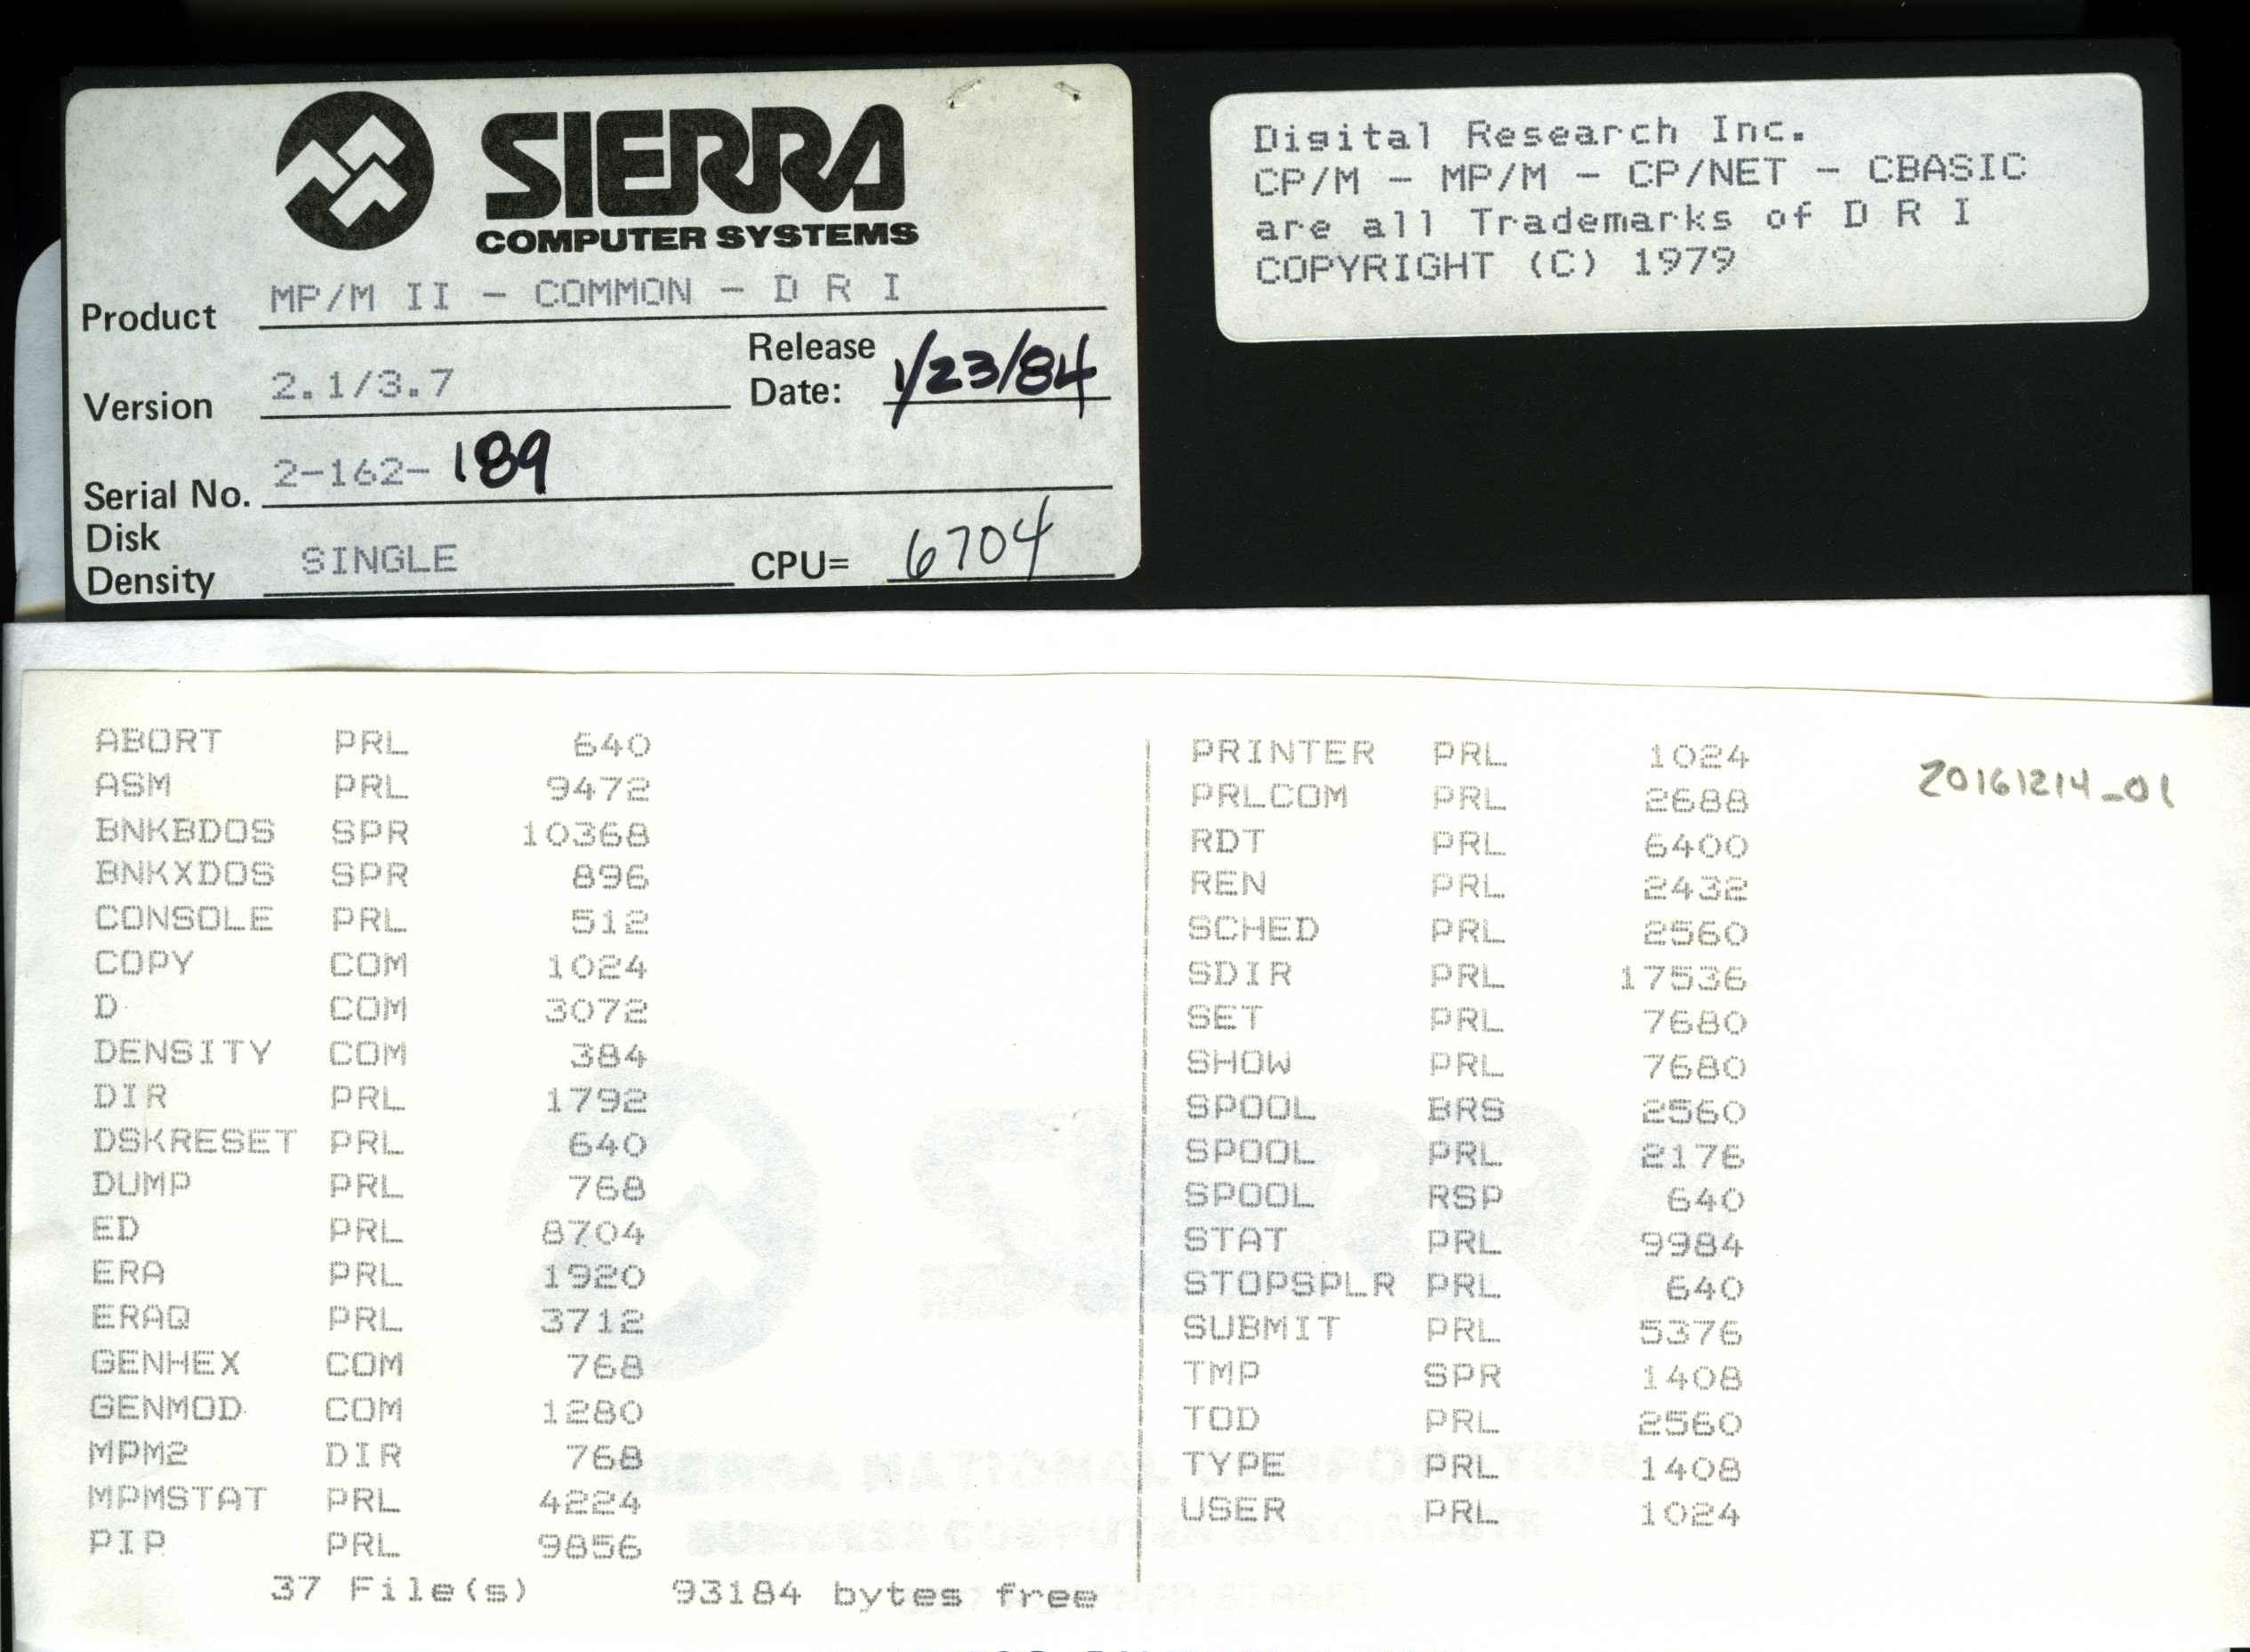 SIERRA
COMPUTER SYSTEMS
Product MP/M II - COMMON - D R I
Version 2.1/3.7 Release Date: 1/23/84
Serial No. 2-162-189
Disk Density SINGLE CPU= 6704
Digital Research Inc.
CP/M - MP/M - CP/NET - CBASIC
are all Trademarks of D R I
COPYRIGHT (C) 1979
ABORT PRL 640
ASM PRL 9472
BNKBDOS SPR 10368
BNKXDOS SPR 896
CONSOLE PRL 512
COPY COM 1024
D COM 3072
DENSITY COM 384
DIR PRL 1792
DSKRESET PRL 640
DUMP PRL 768
ED PRL 8704
ERA PRL 1920
ERAQ PRL 3712
GENHEX COM 768
GENMOD COM 1280
MPM2 DIR 768
MPMSTAT PRL 4224
PIP PRL 9856
37 File(s) 93184 bytes free
PRINTER PRL 1024
PRLCOM PRL 2688
RDT PRL 6400
REN PRL 2432
SCHED PRL 2560
SDIR PRL 17536
SET PRL 7680
SHOW PRL 7680
SPOOL BRS 2560
SPOOL PRL 2176
SPOOL RSP 640
STAT PRL 9984
STOPSPLR PRL 640
SUBMIT PRL 5376
TMP SPR 1408
TOD PRL 2560
TYPE PRL 1408
USER PRL 1024
20161214_01